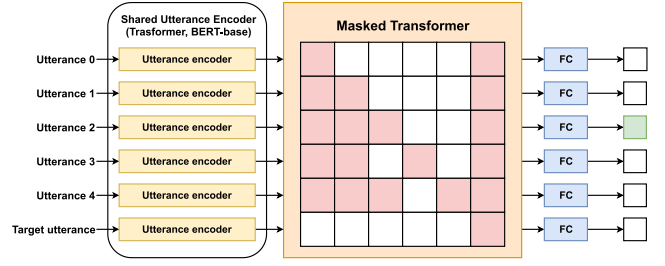 Shared Utterance Encoder
(Trasformer, BERT-base)
Masked Transformer
Utterance 0 Utterance encoder FC
Utterance 1 Utterance encoder FC
Utterance 2 Utterance encoder FC
Utterance 3 Utterance encoder FC
Utterance 4 Utterance encoder FC
Target utterance Utterance encoder FC